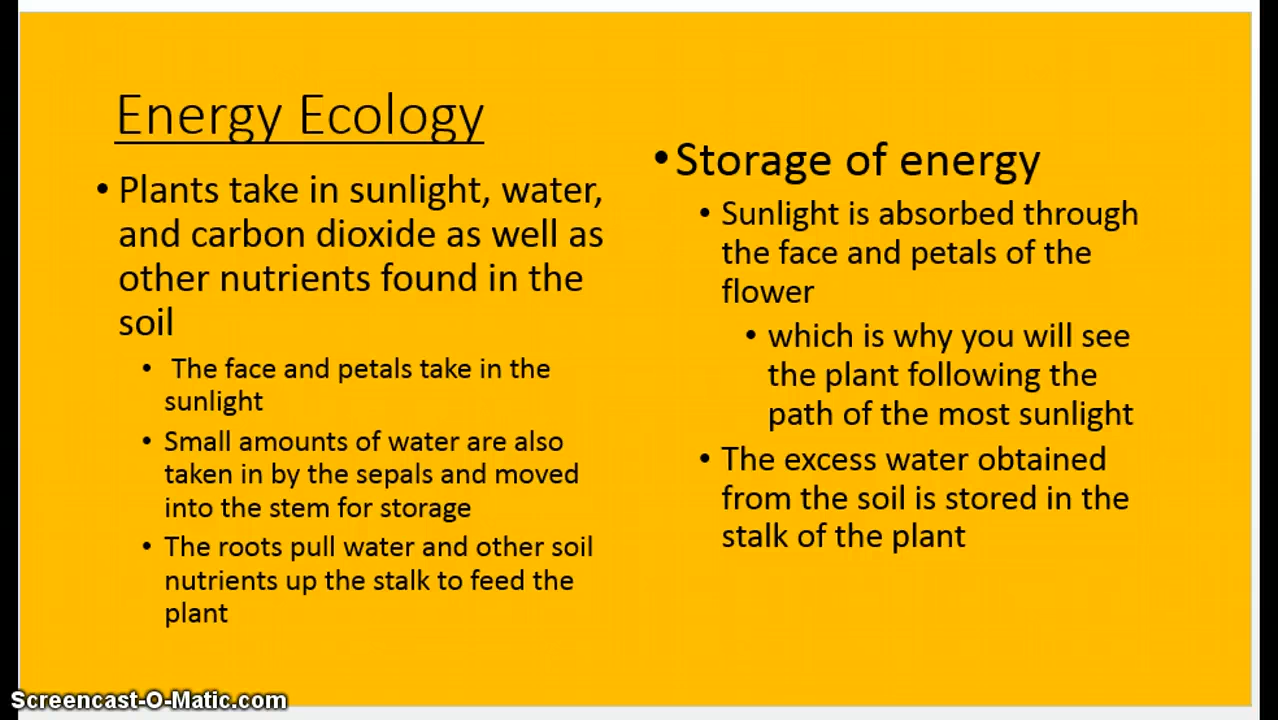 Energy Ecology
• Plants take in sunlight, water,
and carbon dioxide as well as
other nutrients found in the
soil
• The face and petals take in the
sunlight
• Small amounts of water are also
taken in by the sepals and moved
into the stem for storage
• The roots pull water and other soil
nutrients up the stalk to feed the
plant
• Storage of energy
• Sunlight is absorbed through
the face and petals of the
flower
• which is why you will see
the plant following the
path of the most sunlight
• The excess water obtained
from the soil is stored in the
stalk of the plant
Screencast-O-Matic.com